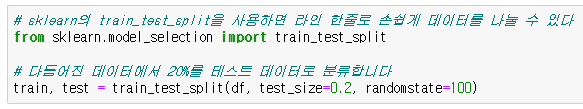 # sklearn의 train_test_split을 사용하면 라인 한줄로 손쉽게 데이터를 나눌 수 있다
from sklearn.model_selection import train_test_split
# 다듬어진 데이터에서 20%를 테스트 데이터로 분류합니다
train, test = train_test_split(df, test_size=0.2, randomstate=100)